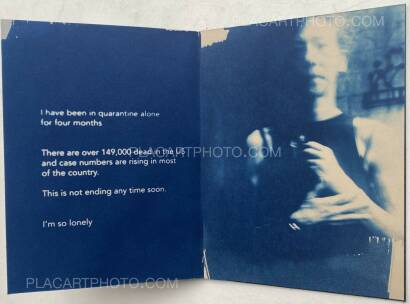 PLACARTPHOTO.COM
I have been in quarantine alone
for four months
There are over 149,000 dead in the US
and case numbers are rising in most
of the country.
This is not ending any time soon.
I'm so lonely
PLACARTPHOTO.COM
PLACARTPHOTO.COM
PLACARTPHOTO.COM